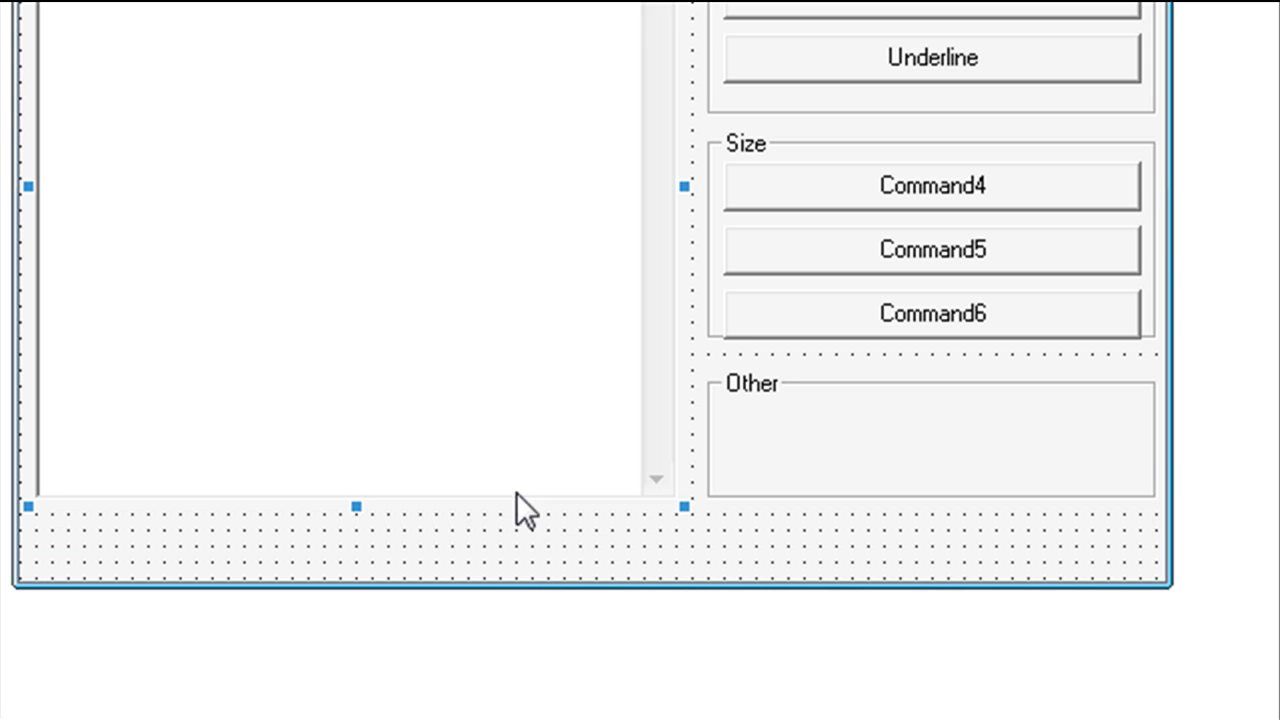 Underline
Size
Command4
Command5
Command6
Other